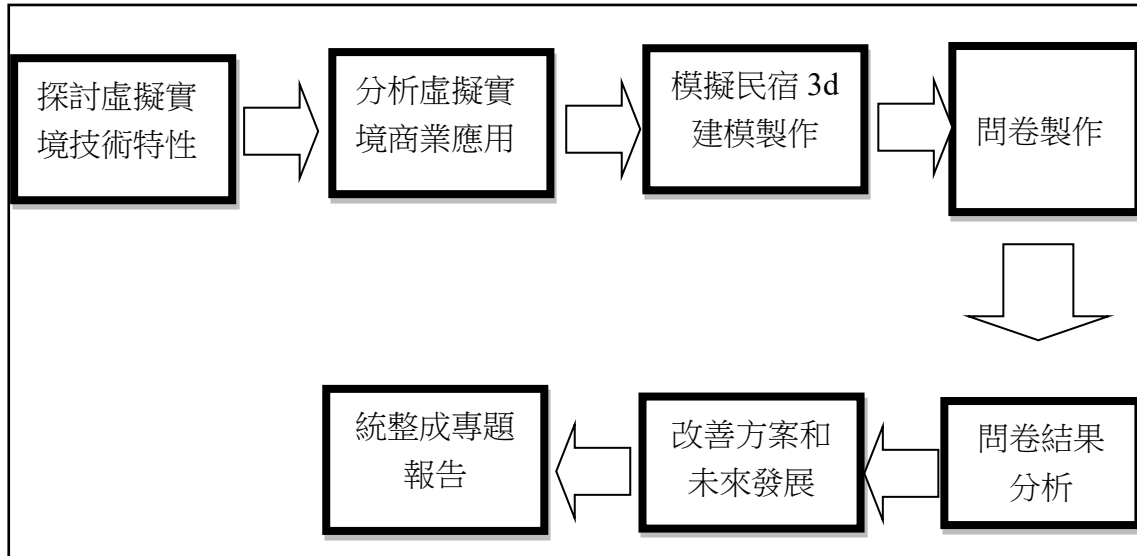 探討虛擬實
境技術特性
分析虛擬實
境商業應用
模擬民宿 3d
建模製作
問卷製作
問卷結果
分析
改善方案和
未來發展
統整成專題
報告